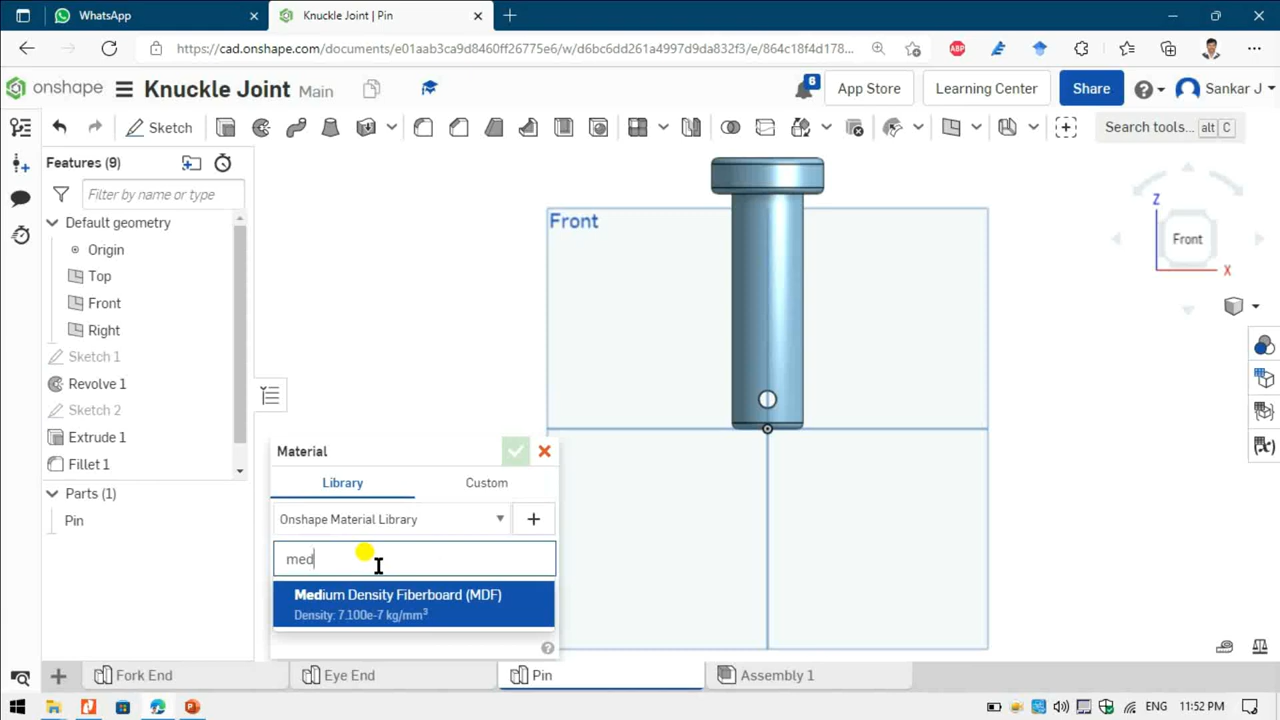 WhatsApp
Knuckle Joint | Pin
https://cad.onshape.com/documents/e01aab3ca9d8460ff26775e6/w/d6bc6dd261a4997d9da832f3/e/864c18f4d178...
ABP
onshape
Knuckle Joint Main
6
App Store
Learning Center
Share
Sankar J
Sketch
Search tools... alt C
Features (9)
Filter by name or type
Default geometry
Origin
Top
Front
Right
Sketch 1
Revolve 1
Sketch 2
Extrude 1
Fillet 1
Parts (1)
Pin
Front
Z
Front
X
Material
Library
Custom
Onshape Material Library
med
Medium Density Fiberboard (MDF)
Density: 7.100e-7 kg/mm³
Fork End
Eye End
Pin
Assembly 1
ENG
11:52 PM